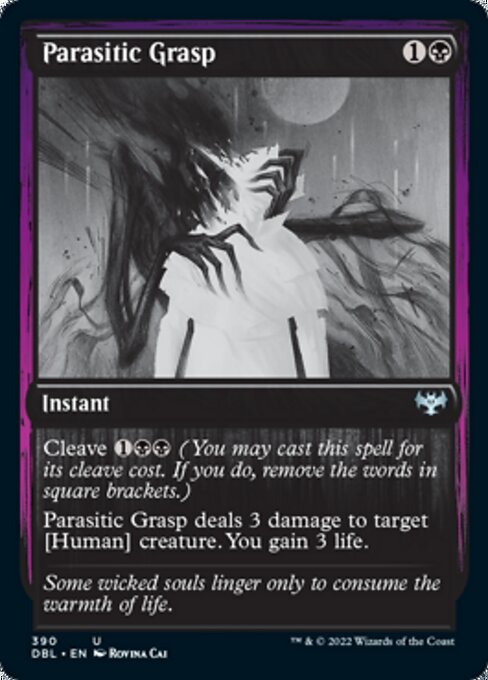 Parasitic Grasp 1
Instant
Cleave 1 ( You may cast this spell for
its cleave cost. If you do, remove the words in
square brackets.)
Parasitic Grasp deals 3 damage to target
[Human] creature. You gain 3 life.
Some wicked souls linger only to consume the
warmth of life.
390 U
DBL • EN Rovina Cai
™ & © 2022 Wizards of the Coast